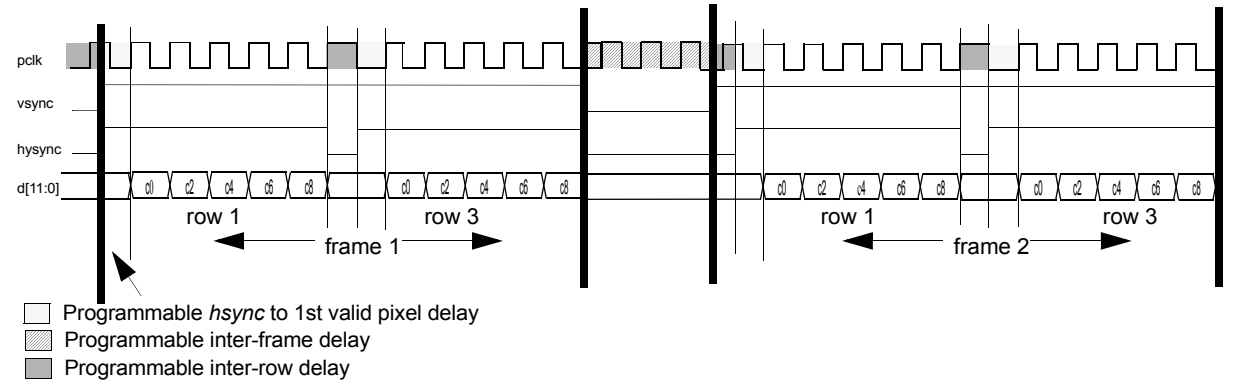 pclk
vsync
hysync
d[11:0] c0 c2 c4 c6 c8 c0 c2 c4 c6 c8 c0 c2 c4 c6 c8 c0 c2 c4 c6 c8
row 1 row 3 row 1 row 3
frame 1 frame 2
Programmable hsync to 1st valid pixel delay
Programmable inter-frame delay
Programmable inter-row delay